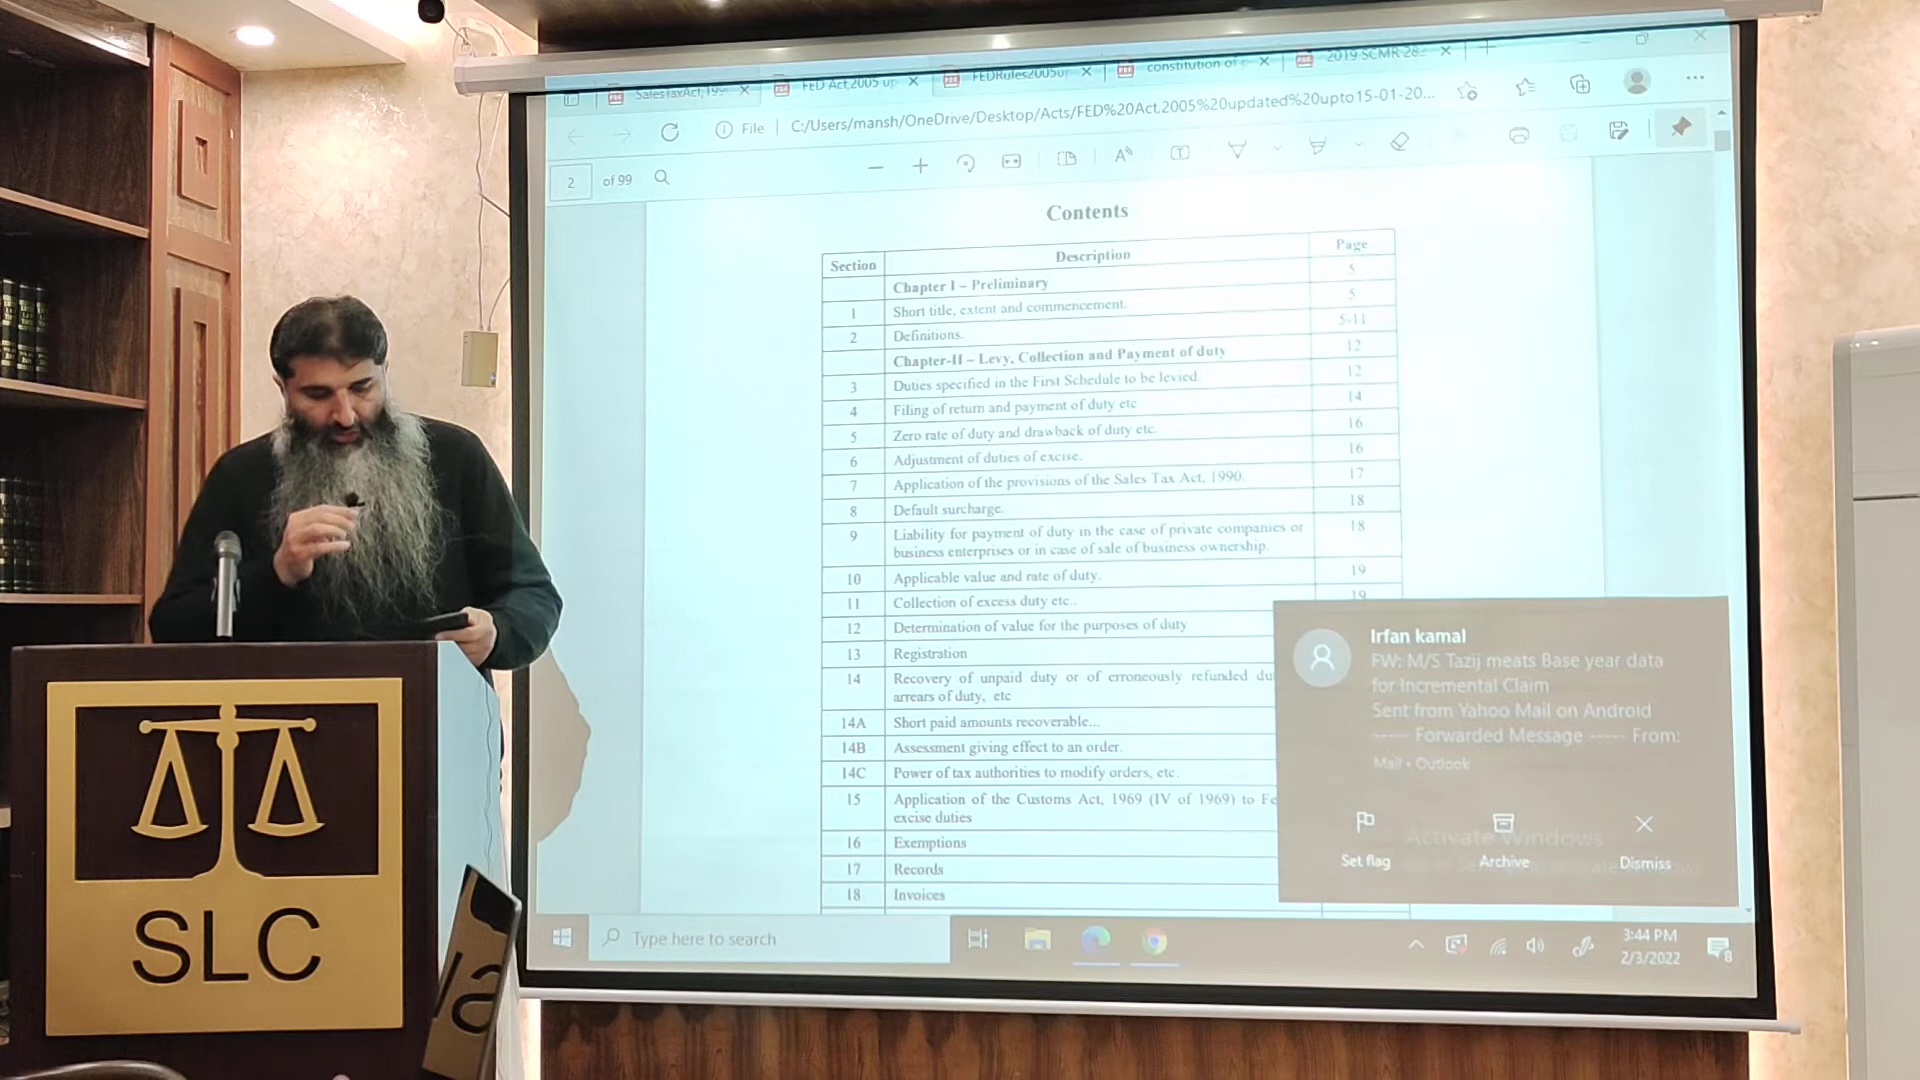 SalesTaxAct,199
FED Act,2005 up
FEDRules2005u
constitution of p
2019 SCMR 28
File
C:/Users/mansh/OneDrive/Desktop/Acts/FED%20Act,2005%20updated%20upto15-01-20...
2
of 99
Contents
Section Description Page
Chapter I – Preliminary 5
1 Short title, extent and commencement. 5
2 Definitions. 5-11
Chapter-II – Levy, Collection and Payment of duty 12
3 Duties specified in the First Schedule to be levied. 12
4 Filing of return and payment of duty etc 14
5 Zero rate of duty and drawback of duty etc. 16
6 Adjustment of duties of excise. 16
7 Application of the provisions of the Sales Tax Act, 1990. 17
8 Default surcharge. 18
9 Liability for payment of duty in the case of private companies or 18
business enterprises or in case of sale of business ownership.
10 Applicable value and rate of duty. 19
11 Collection of excess duty etc.. 19
12 Determination of value for the purposes of duty
13 Registration
14 Recovery of unpaid duty or of erroneously refunded du
arrears of duty, etc
14A Short paid amounts recoverable...
14B Assessment giving effect to an order.
14C Power of tax authorities to modify orders, etc.
15 Application of the Customs Act, 1969 (IV of 1969) to Fe
excise duties
16 Exemptions
17 Records
18 Invoices
Irfan kamal
FW: M/S Tazij meats Base year data
for Incremental Claim
Sent from Yahoo Mail on Android
----- Forwarded Message ----- From:
Mail • Outlook
Activate Windows
Set flag
Archive
Dismiss
Type here to search
3:44 PM
2/3/2022
8
SLC